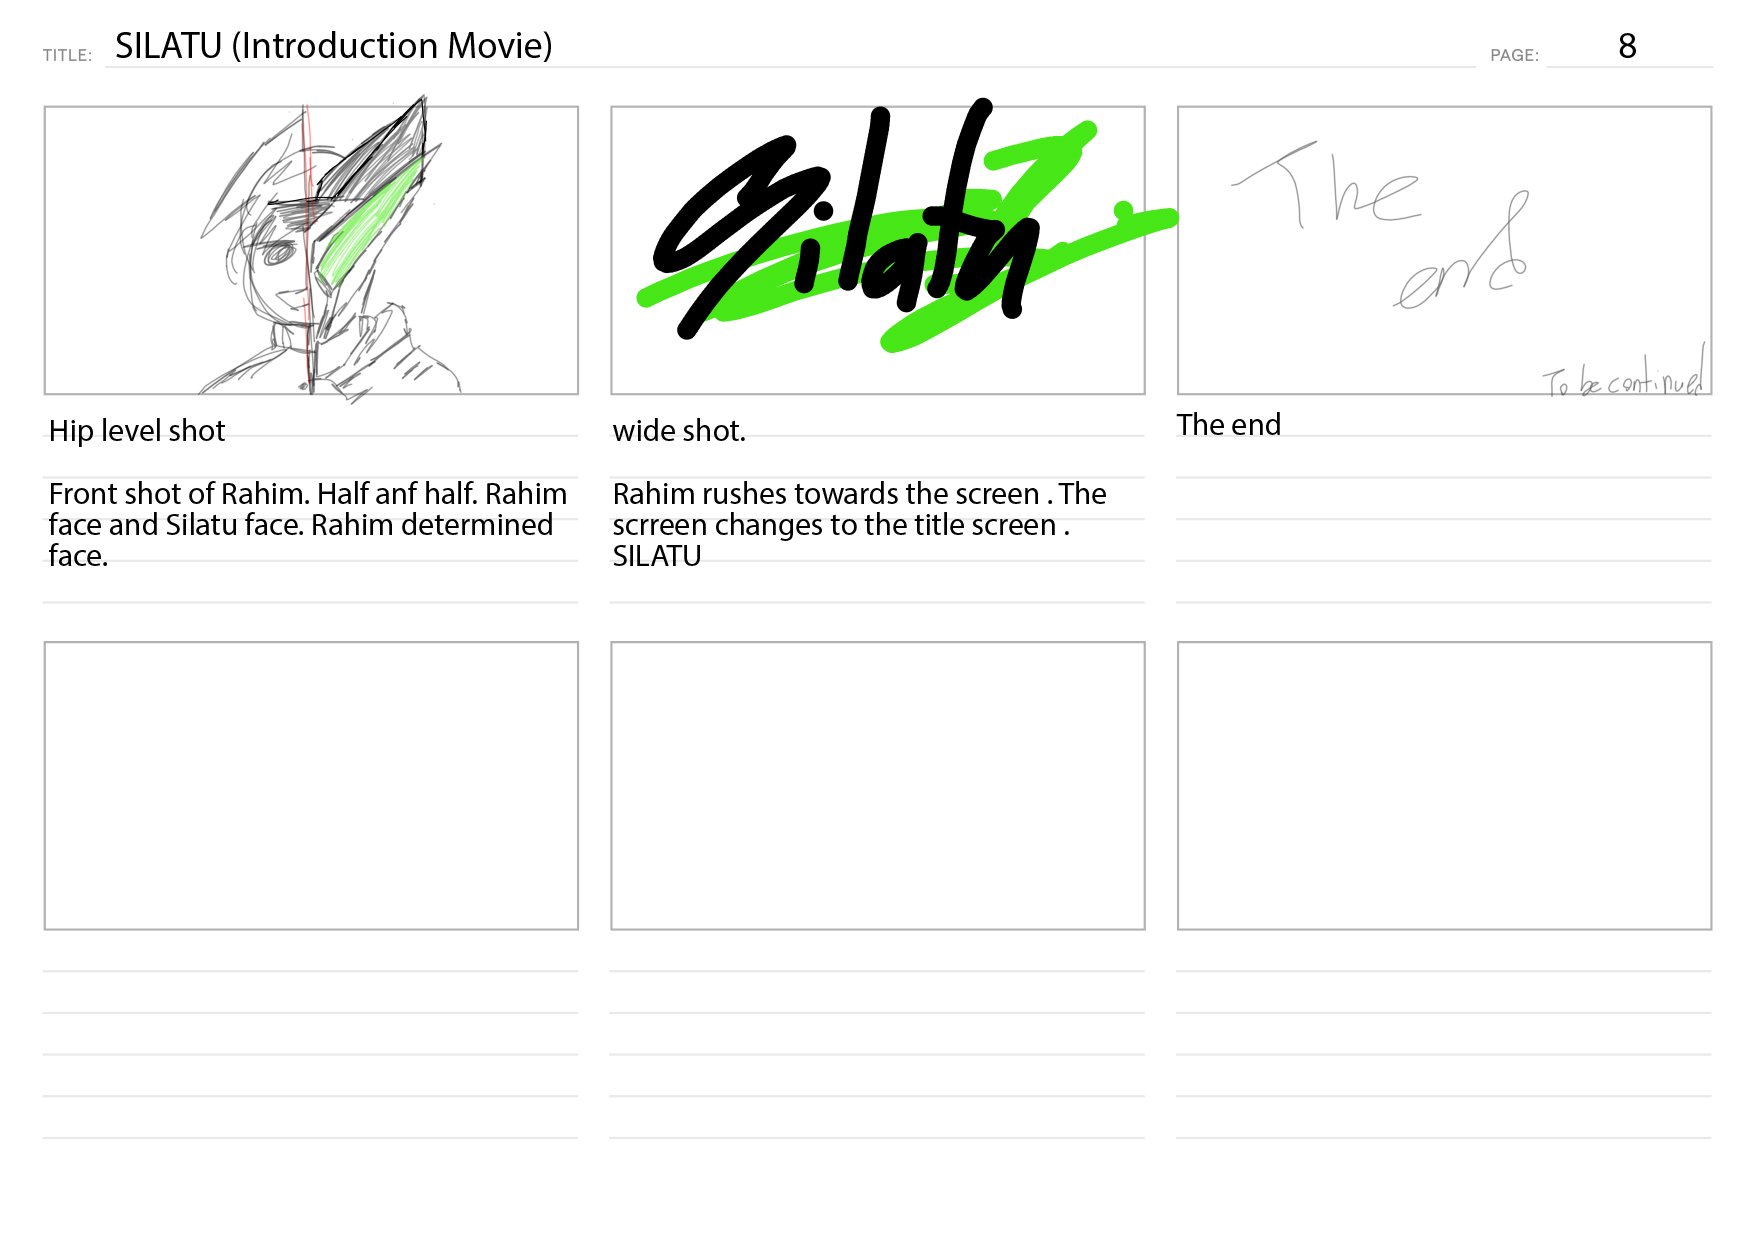 TITLE: SILATU (Introduction Movie) PAGE: 8
Silatu
The
end
To be continued
Hip level shot
Front shot of Rahim. Half anf half. Rahim
face and Silatu face. Rahim determined
face.
wide shot.
Rahim rushes towards the screen . The
scrreen changes to the title screen .
SILATU
The end